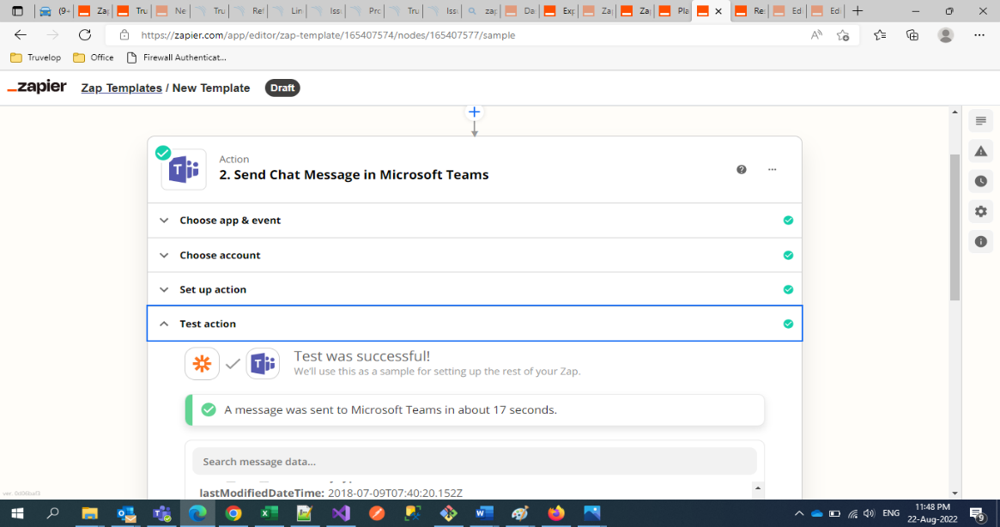 (9+ Zap Tru Ne Tru Ref Lin Iss Pro Tru Iss zap Da Exp Zap Zap Pla Re Edi Edi
https://zapier.com/app/editor/zap-template/165407574/nodes/165407577/sample
Truvelop Office Firewall Authenticat...
zapier Zap Templates / New Template Draft
Action
2. Send Chat Message in Microsoft Teams
Choose app & event
Choose account
Set up action
Test action
Test was successful!
We'll use this as a sample for setting up the rest of your Zap.
A message was sent to Microsoft Teams in about 17 seconds.
Search message data...
lastModifiedDateTime: 2018-07-09T07:40:20.152Z
ENG
11:48 PM
22-Aug-2022
9